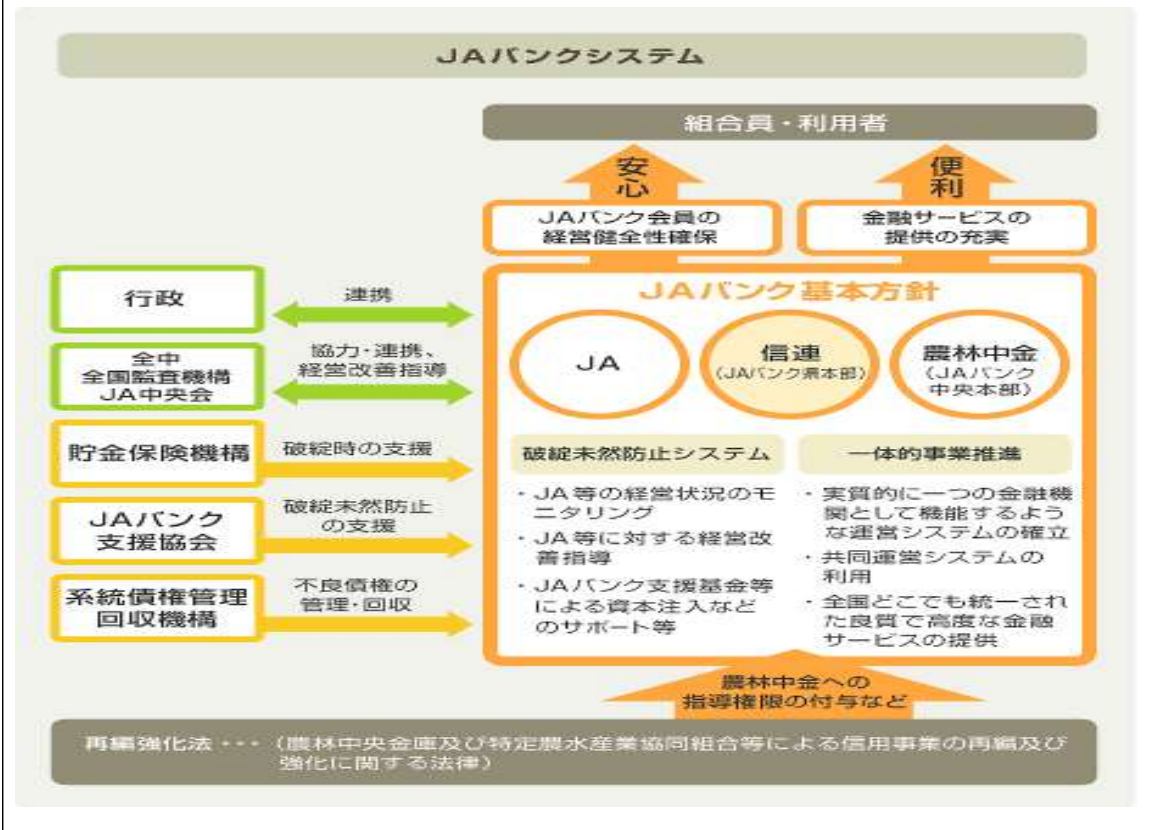 JAバンクシステム
組合員・利用者
安心
便利
JAバンク会員の
経営健全性確保
金融サービスの
提供の充実
行政
連携
全中
全国監査機構
JA中央会
協力・連携、
経営改善指導
貯金保険機構
破綻時の支援
JAバンク
支援協会
破綻未然防止
の支援
系統債権管理
回収機構
不良債権の
管理・回収
JAバンク基本方針
JA
信連
(JAバンク県本部)
農林中金
(JAバンク
中央本部)
破綻未然防止システム
・JA等の経営状況のモ
ニタリング
・JA等に対する経営改
善指導
・JAバンク支援基金等
による資本注入など
のサポート等
一体的事業推進
・実質的に一つの金融機
関として機能するよう
な運営システムの確立
・共同運営システムの
利用
・全国どこでも統一され
た良質で高度な金融
サービスの提供
農林中金への
指導権限の付与など
再編強化法・・・(農林中央金庫及び特定農水産業協同組合等による信用事業の再編及び
強化に関する法律)